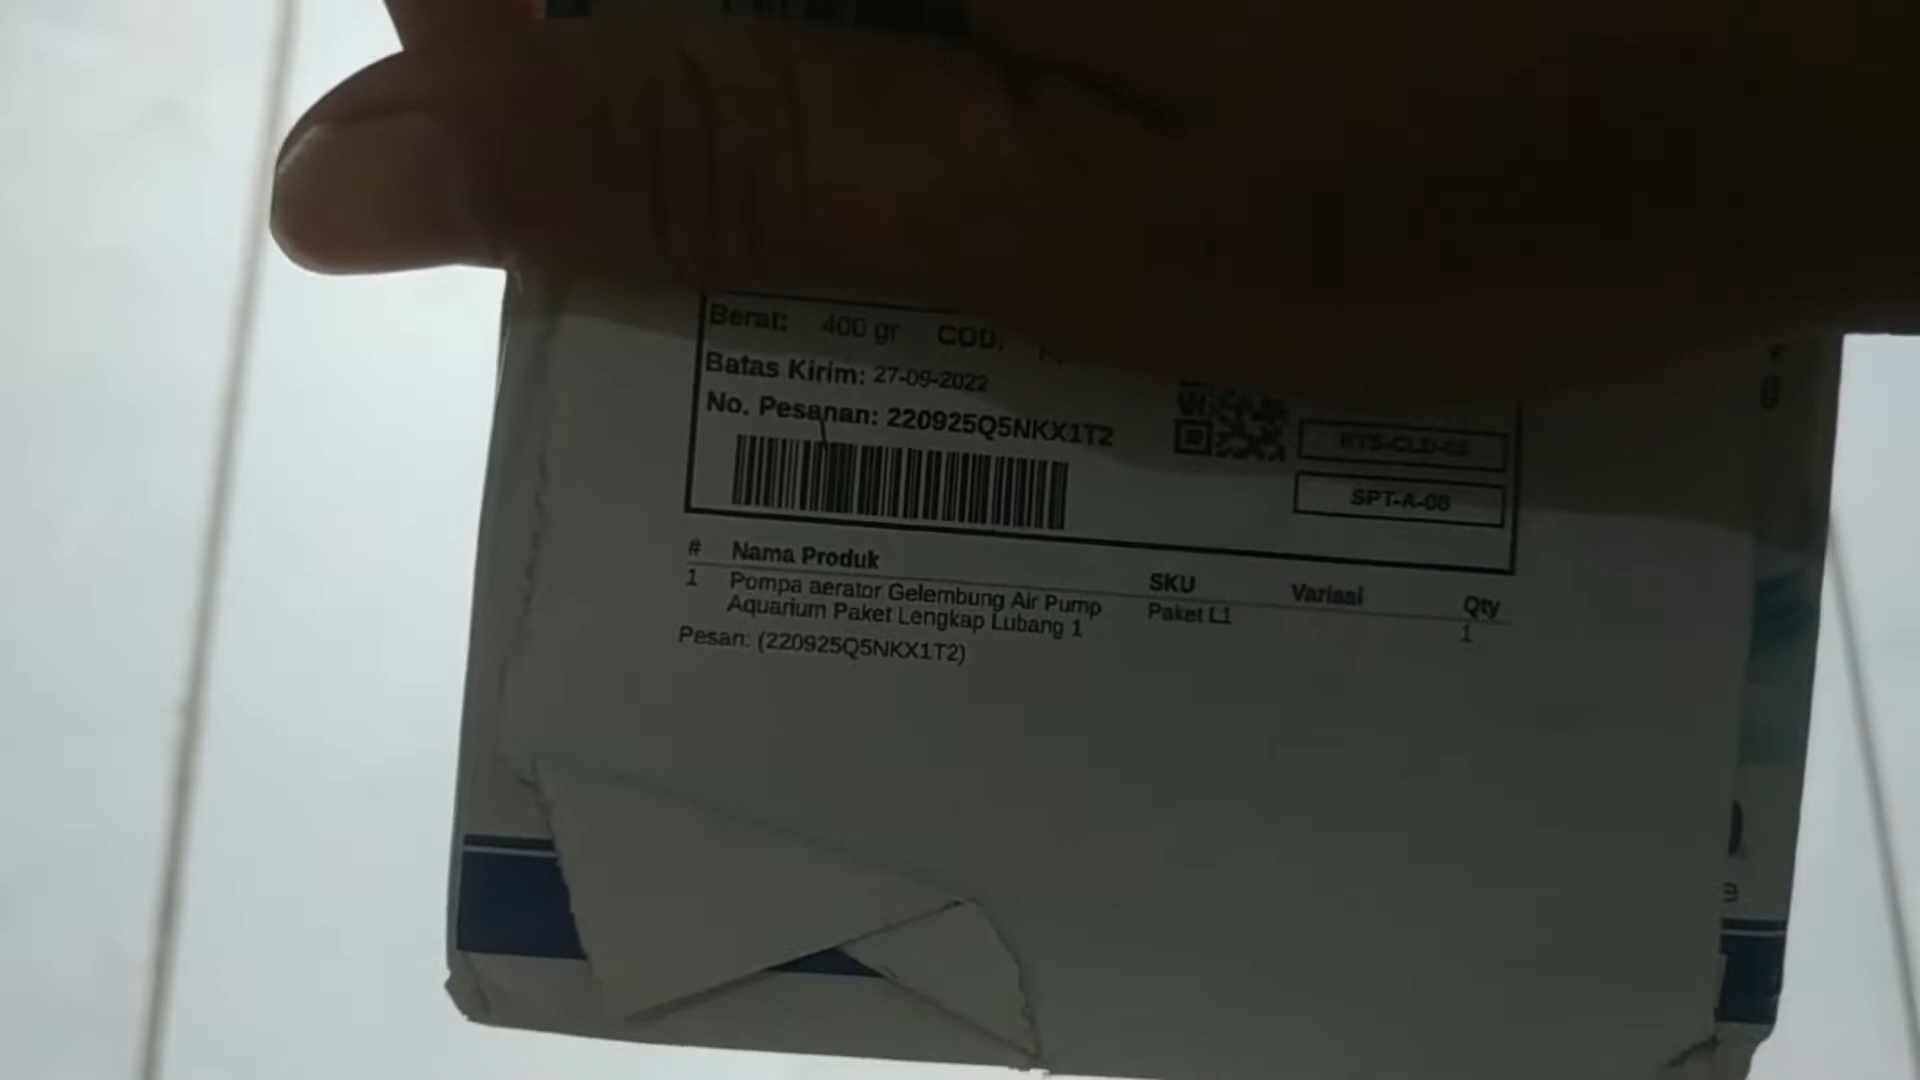 Berat: 400 gr COD:
Batas Kirim: 27-09-2022
No. Pesanan: 220925Q5NKX1T2
SPT-A-08
# Nama Produk SKU Variasi Qty
1 Pompa aerator Gelembung Air Pump Paket L1 1
Aquarium Paket Lengkap Lubang 1
Pesan: (220925Q5NKX1T2)